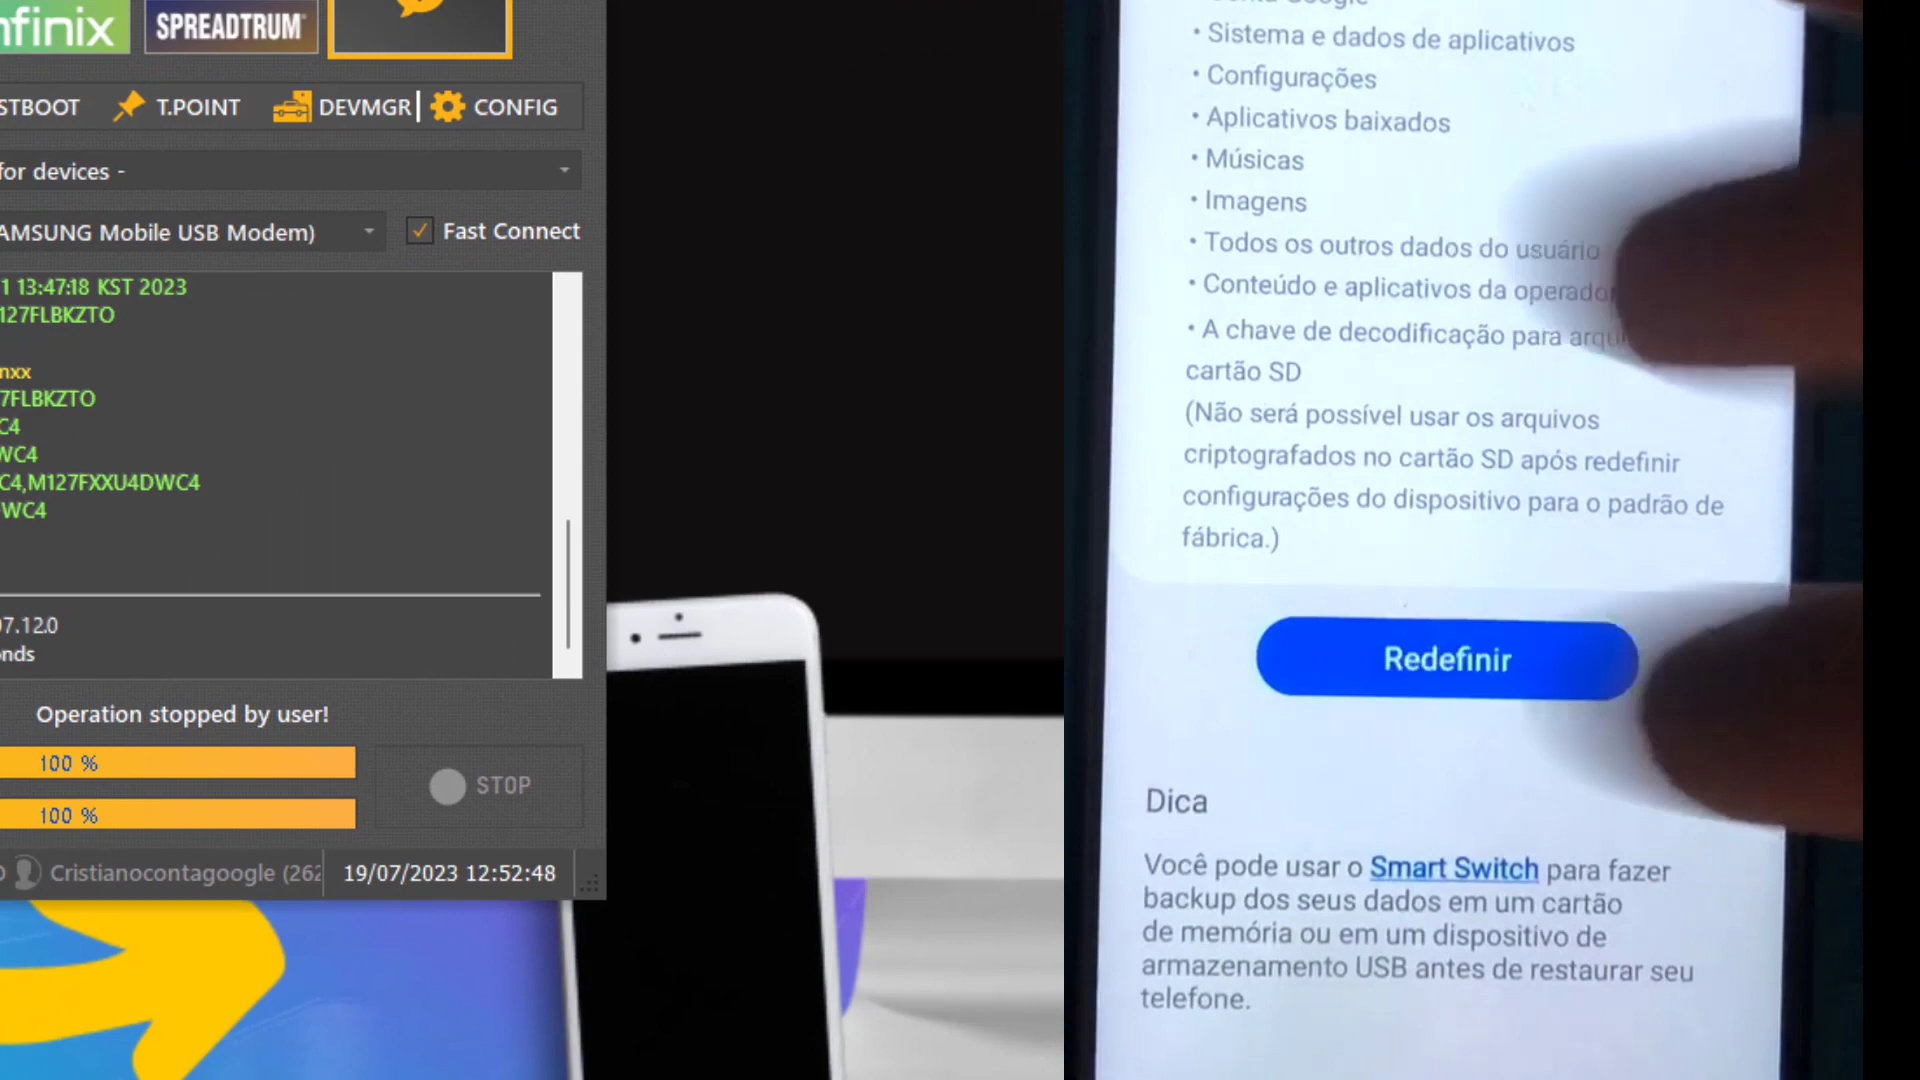 nfinix
SPREADTRUM
STBOOT
T.POINT
DEVMGR
CONFIG
for devices -
AMSUNG Mobile USB Modem)
Fast Connect
1 13:47:18 KST 2023
127FLBKZTO
nxx
7FLBKZTO
C4
WC4
C4,M127FXXU4DWC4
WC4
07.12.0
onds
Operation stopped by user!
100 %
100 %
STOP
Cristianocontagoogle (262
19/07/2023 12:52:48
• Sistema e dados de aplicativos
• Configurações
• Aplicativos baixados
• Músicas
• Imagens
• Todos os outros dados do usuário
• Conteúdo e aplicativos da operador
• A chave de decodificação para arqu
cartão SD
(Não será possível usar os arquivos
criptografados no cartão SD após redefinir
configurações do dispositivo para o padrão de
fábrica.)
Redefinir
Dica
Você pode usar o Smart Switch para fazer
backup dos seus dados em um cartão
de memória ou em um dispositivo de
armazenamento USB antes de restaurar seu
telefone.